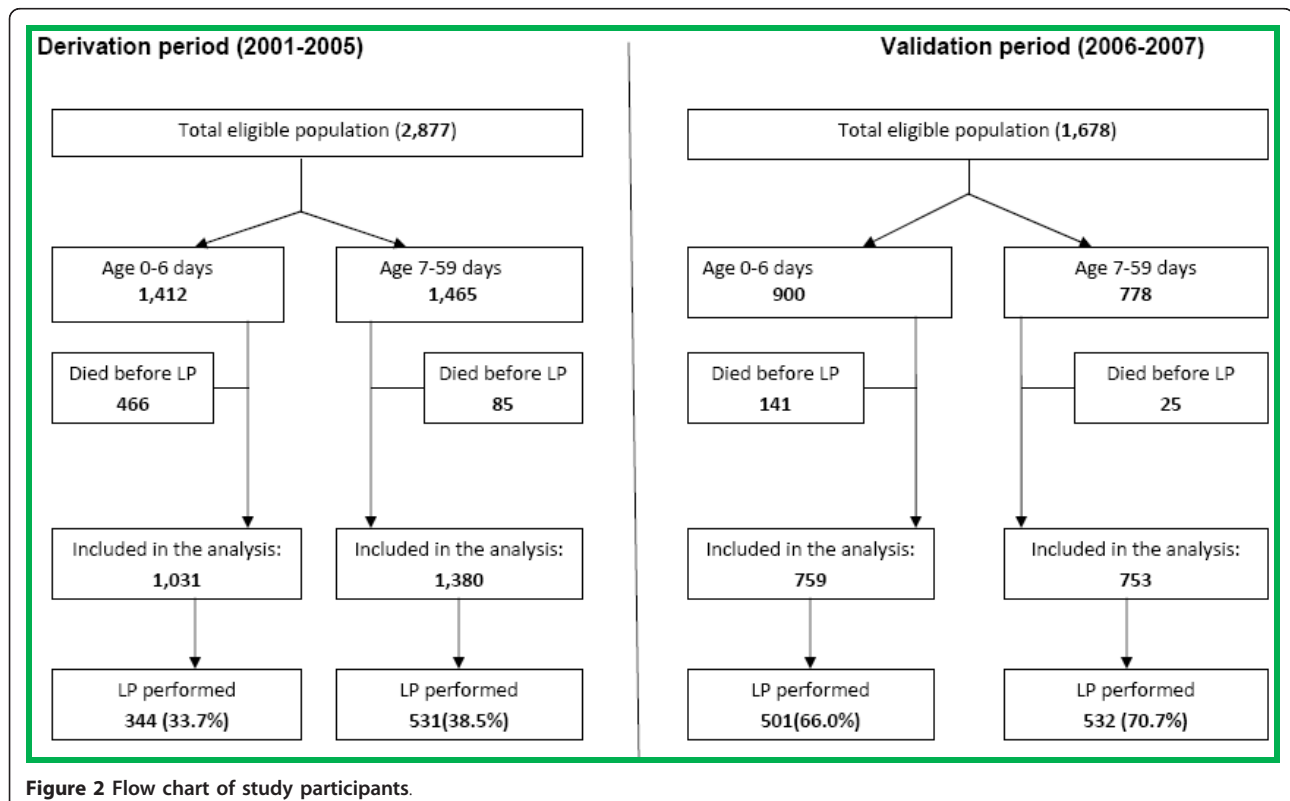 Derivation period (2001-2005)
Validation period (2006-2007)
Total eligible population (2,877)
Total eligible population (1,678)
Age 0-6 days
1,412
Age 7-59 days
1,465
Age 0-6 days
900
Age 7-59 days
778
Died before LP
466
Died before LP
85
Died before LP
141
Died before LP
25
Included in the analysis:
1,031
Included in the analysis:
1,380
Included in the analysis:
759
Included in the analysis:
753
LP performed
344 (33.7%)
LP performed
531(38.5%)
LP performed
501(66.0%)
LP performed
532 (70.7%)
Figure 2 Flow chart of study participants.